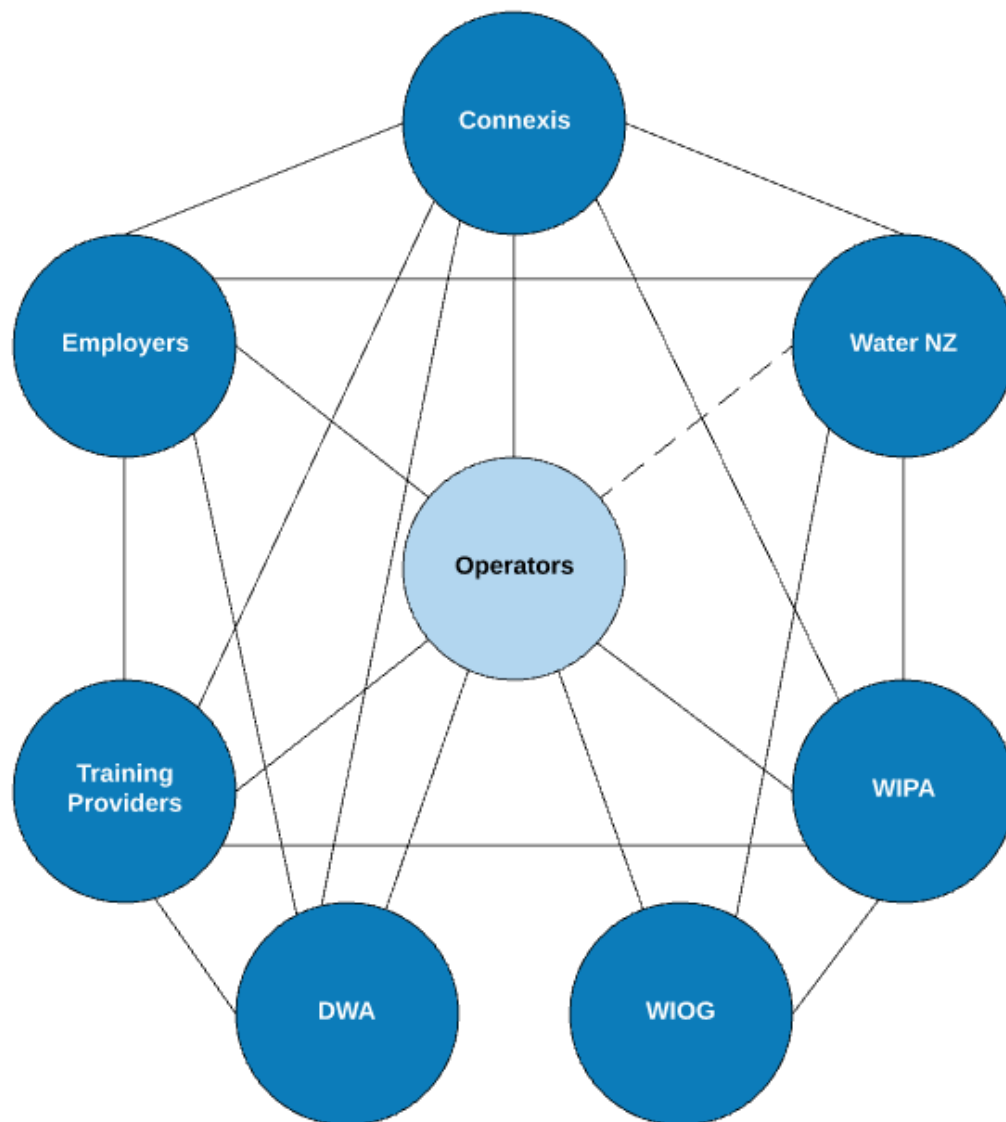 Connexis
Employers
Water NZ
Operators
Training
Providers
WIPA
DWA
WIOG